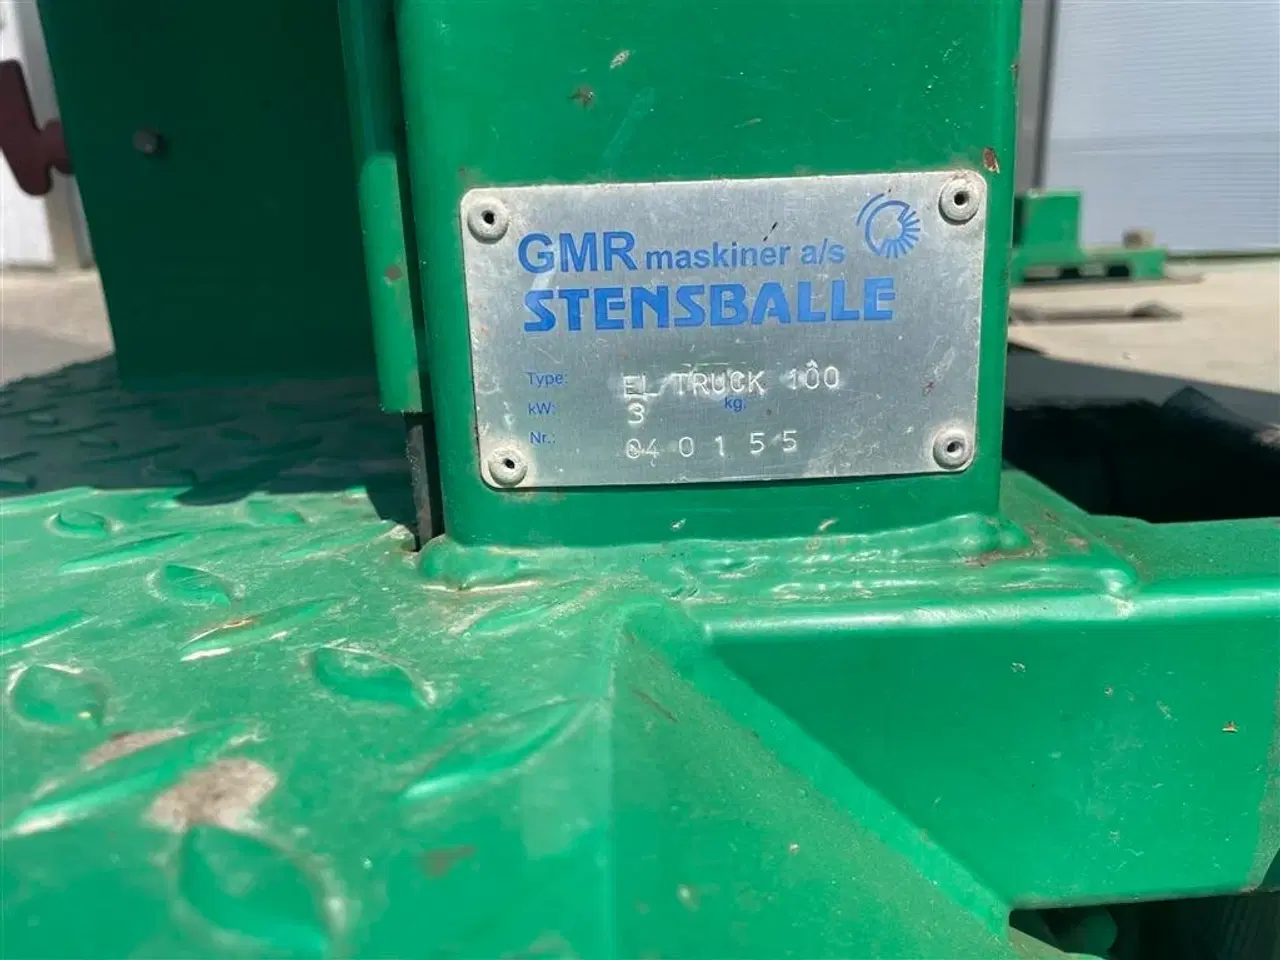 GMR maskiner a/s
STENSBALLE
Type: EL TRUCK 100
kW: 3 kg.
Nr.: 040155